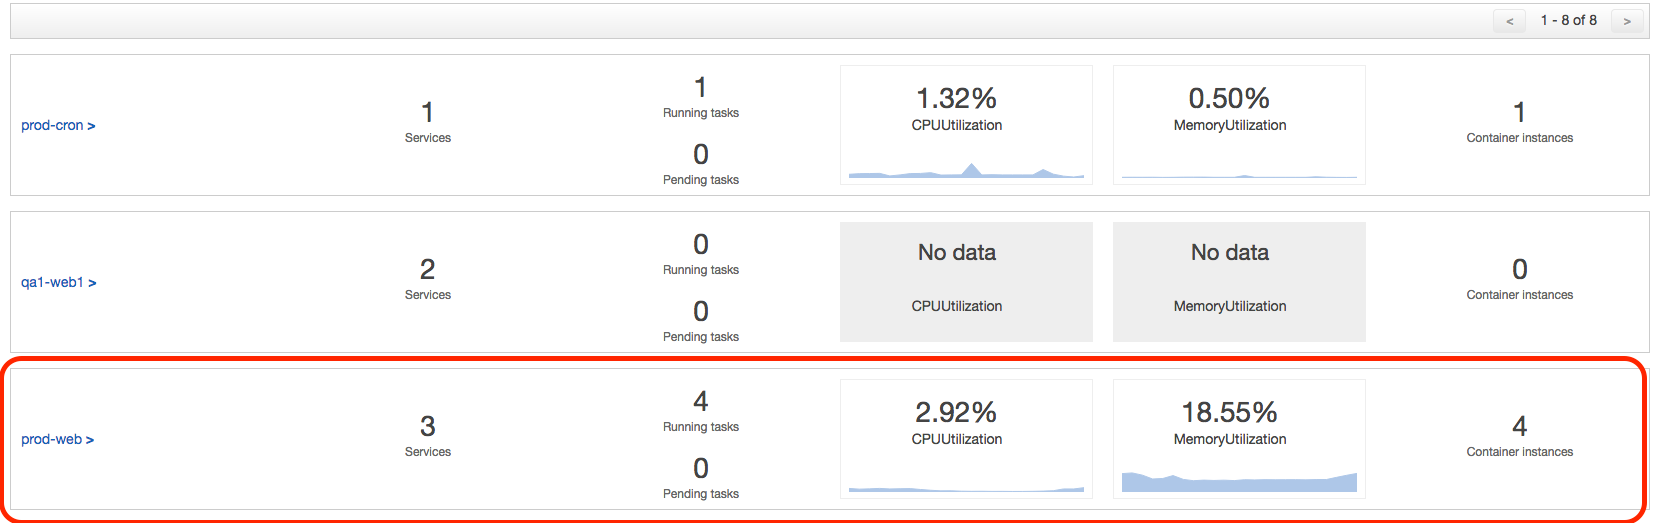 < 1 - 8 of 8 >
prod-cron >
1
Services
1
Running tasks
0
Pending tasks
1.32%
CPUUtilization
0.50%
MemoryUtilization
1
Container instances
qa1-web1 >
2
Services
0
Running tasks
0
Pending tasks
No data
CPUUtilization
No data
MemoryUtilization
0
Container instances
prod-web >
3
Services
4
Running tasks
0
Pending tasks
2.92%
CPUUtilization
18.55%
MemoryUtilization
4
Container instances